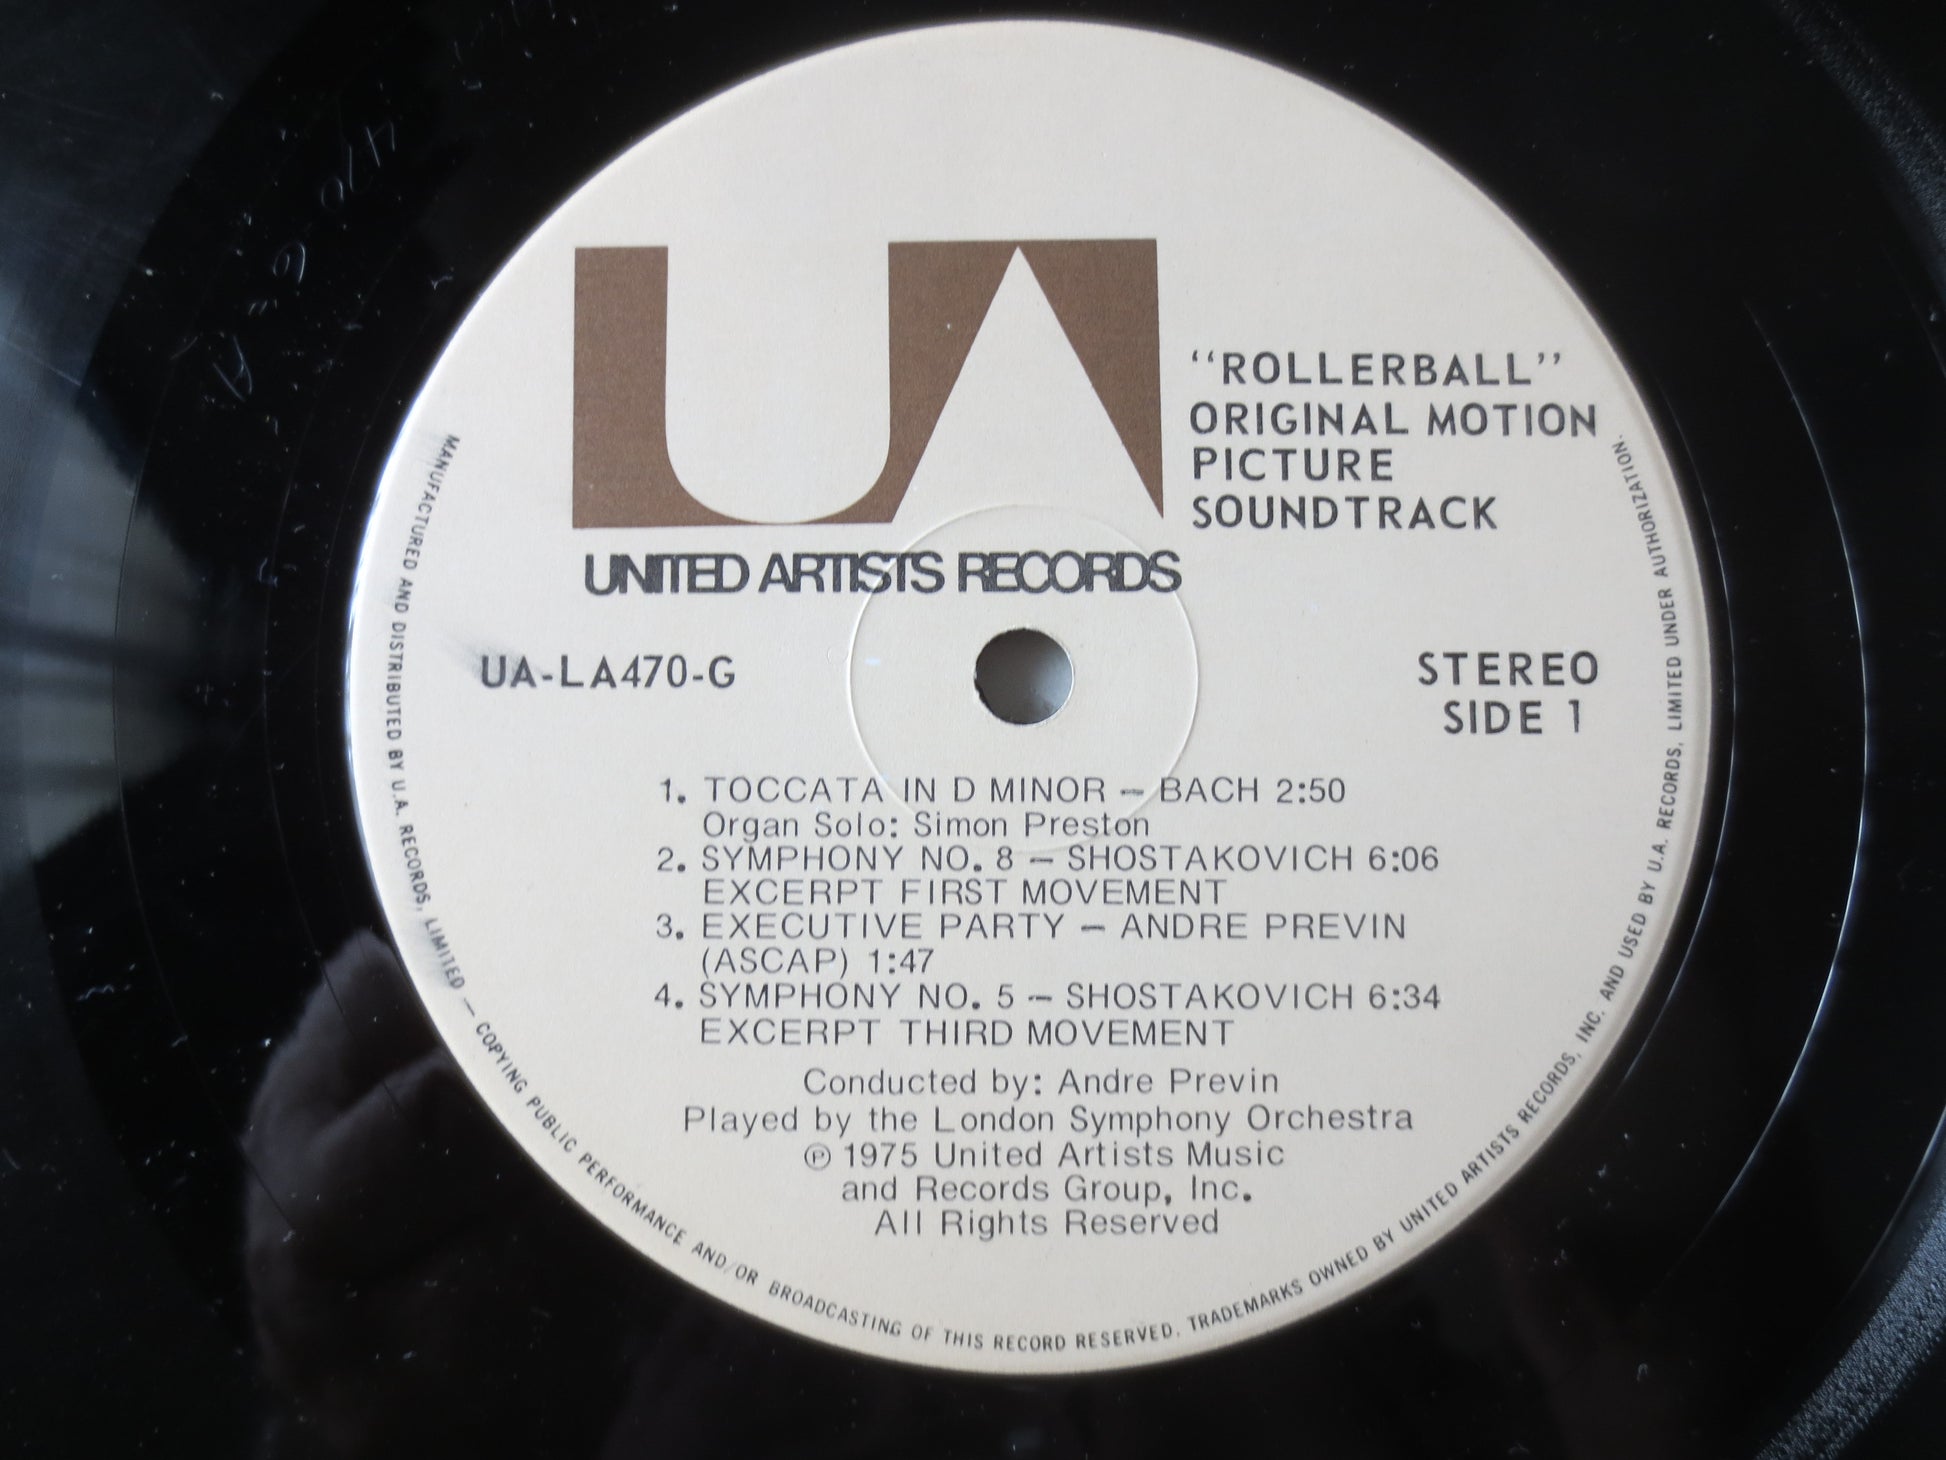 UA
"ROLLERBALL"
ORIGINAL MOTION
PICTURE
SOUNDTRACK
UNITED ARTISTS RECORDS
UA-LA470-G
STEREO
SIDE 1
1. TOCCATA IN D MINOR – BACH 2:50
Organ Solo: Simon Preston
2. SYMPHONY NO. 8 – SHOSTAKOVICH 6:06
EXCERPT FIRST MOVEMENT
3. EXECUTIVE PARTY – ANDRE PREVIN
(ASCAP) 1:47
4. SYMPHONY NO. 5 – SHOSTAKOVICH 6:34
EXCERPT THIRD MOVEMENT
Conducted by: Andre Previn
Played by the London Symphony Orchestra
℗ 1975 United Artists Music
and Records Group, Inc.
All Rights Reserved
MANUFACTURED AND DISTRIBUTED BY U.A. RECORDS, LIMITED — COPYING PUBLIC PERFORMANCE AND/OR BROADCASTING OF THIS RECORD RESERVED. TRADEMARKS OWNED BY UNITED ARTISTS RECORDS, INC. AND USED BY U.A. RECORDS, LIMITED UNDER AUTHORIZATION.